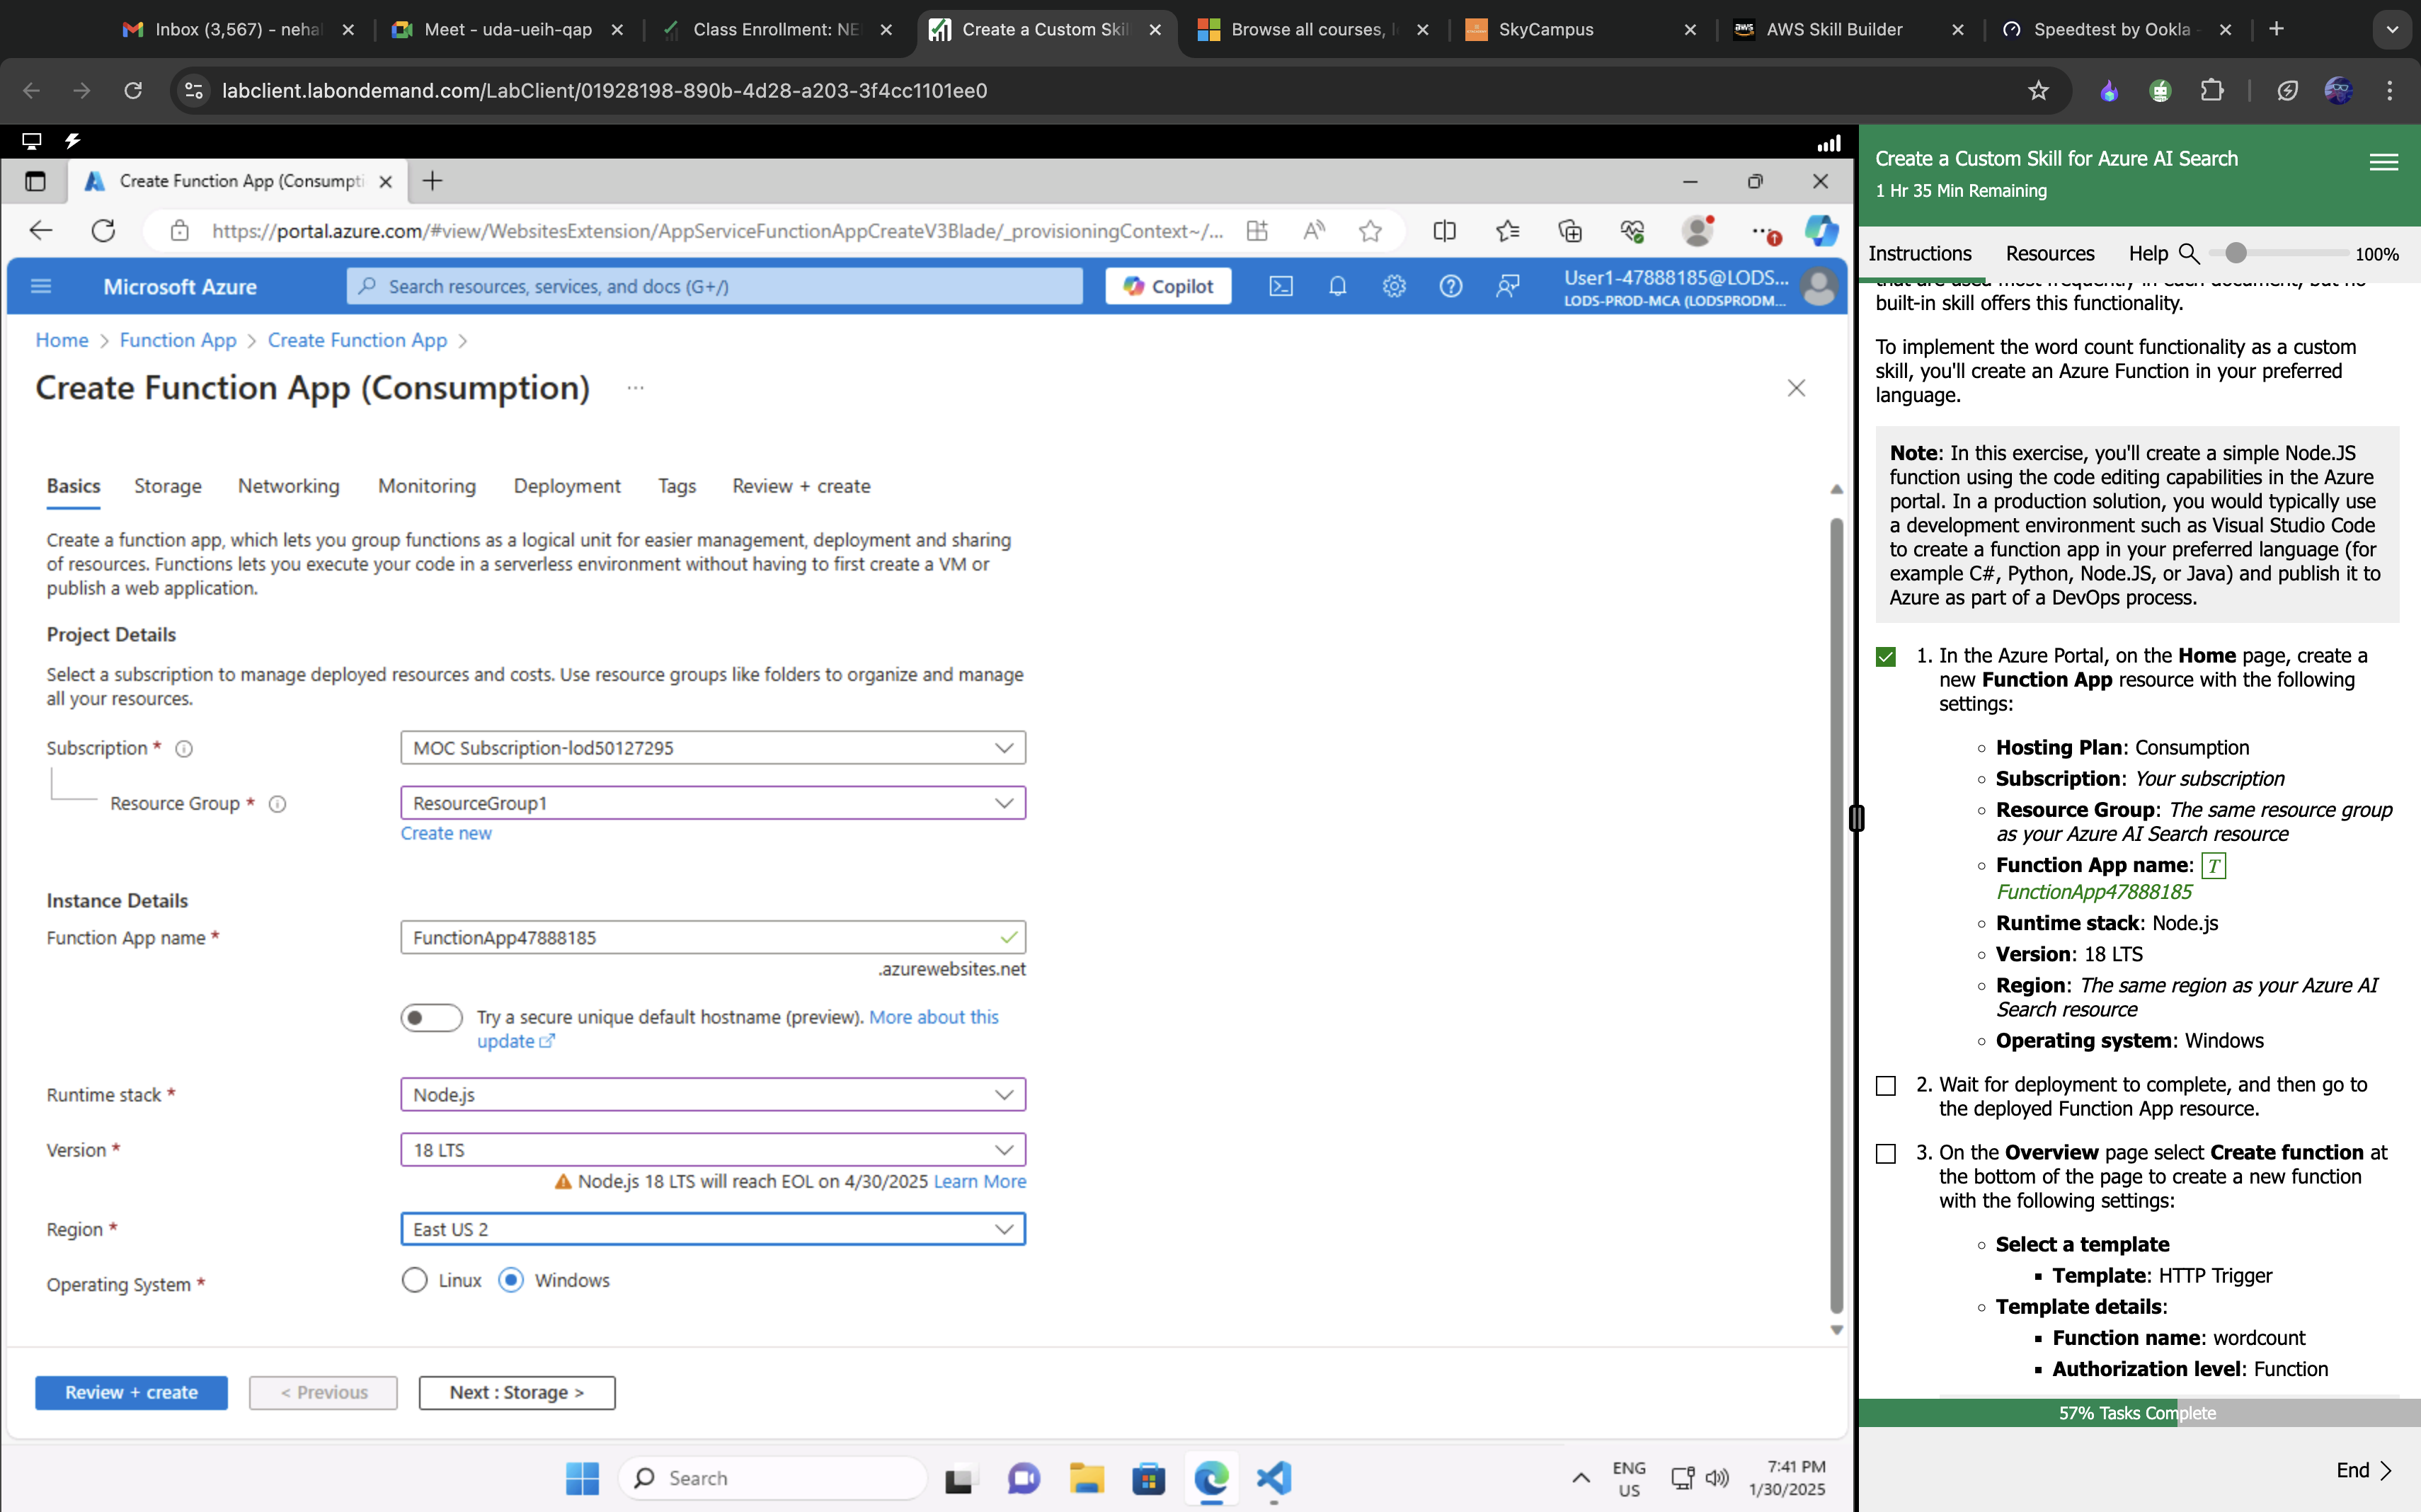 Inbox (3,567) - neha
Meet - uda-ueih-qap
Class Enrollment: NE
Create a Custom Skil
Browse all courses, l
SkyCampus
AWS Skill Builder
Speedtest by Ookla -
labclient.labondemand.com/LabClient/01928198-890b-4d28-a203-3f4cc1101ee0
Create Function App (Consumpti
https://portal.azure.com/#view/WebsitesExtension/AppServiceFunctionAppCreateV3Blade/_provisioningContext~/...
Microsoft Azure
Search resources, services, and docs (G+/)
Copilot
User1-47888185@LODS...
LODS-PROD-MCA (LODSPRODM...
Home > Function App > Create Function App >
Create Function App (Consumption) ...
Basics Storage Networking Monitoring Deployment Tags Review + create
Create a function app, which lets you group functions as a logical unit for easier management, deployment and sharing
of resources. Functions lets you execute your code in a serverless environment without having to first create a VM or
publish a web application.
Project Details
Select a subscription to manage deployed resources and costs. Use resource groups like folders to organize and manage
all your resources.
Subscription * MOC Subscription-lod50127295
Resource Group * ResourceGroup1
Create new
Instance Details
Function App name * FunctionApp47888185
.azurewebsites.net
Try a secure unique default hostname (preview). More about this
update
Runtime stack * Node.js
Version * 18 LTS
Node.js 18 LTS will reach EOL on 4/30/2025 Learn More
Region * East US 2
Operating System * Linux Windows
Review + create < Previous Next : Storage >
Search
ENG
US
7:41 PM
1/30/2025
Create a Custom Skill for Azure AI Search
1 Hr 35 Min Remaining
Instructions Resources Help 100%
that are used most frequently in each document, but no
built-in skill offers this functionality.
To implement the word count functionality as a custom
skill, you'll create an Azure Function in your preferred
language.
Note: In this exercise, you'll create a simple Node.JS
function using the code editing capabilities in the Azure
portal. In a production solution, you would typically use
a development environment such as Visual Studio Code
to create a function app in your preferred language (for
example C#, Python, Node.JS, or Java) and publish it to
Azure as part of a DevOps process.
1. In the Azure Portal, on the Home page, create a
new Function App resource with the following
settings:
Hosting Plan: Consumption
Subscription: Your subscription
Resource Group: The same resource group
as your Azure AI Search resource
Function App name: T
FunctionApp47888185
Runtime stack: Node.js
Version: 18 LTS
Region: The same region as your Azure AI
Search resource
Operating system: Windows
2. Wait for deployment to complete, and then go to
the deployed Function App resource.
3. On the Overview page select Create function at
the bottom of the page to create a new function
with the following settings:
Select a template
Template: HTTP Trigger
Template details:
Function name: wordcount
Authorization level: Function
57% Tasks Complete
End